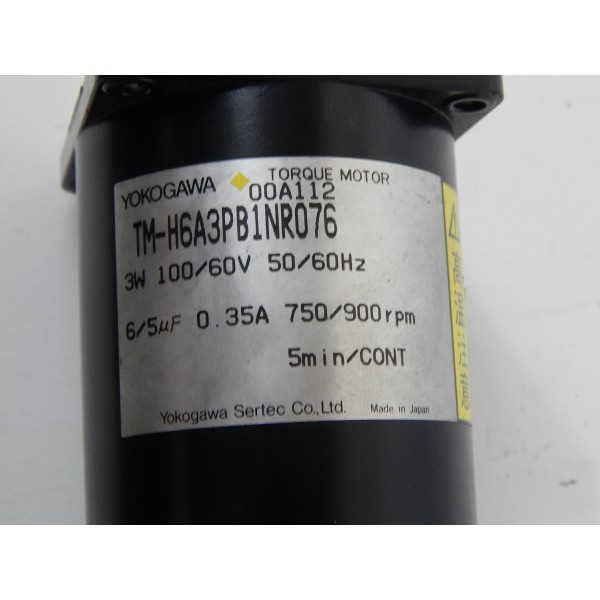 YOKOGAWA TORQUE MOTOR
00A112
TM-H6A3PB1NR076
3W 100/60V 50/60Hz
6/5μF 0.35A 750/900rpm
5min/CONT
Yokogawa Sertec Co.,Ltd. Made in Japan